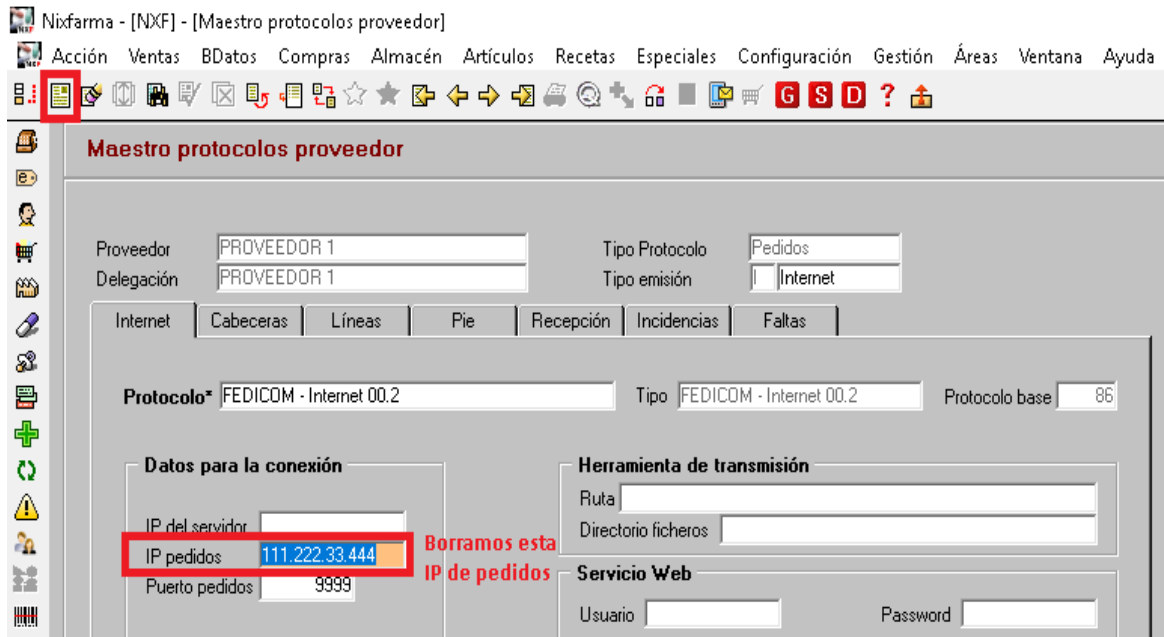 Nixfarma - [NXF] - [Maestro protocolos proveedor]
Acción Ventas BDatos Compras Almacén Artículos Recetas Especiales Configuración Gestión Áreas Ventana Ayuda
G S D ?
Maestro protocolos proveedor
Proveedor PROVEEDOR 1 Tipo Protocolo Pedidos
Delegación PROVEEDOR 1 Tipo emisión I Internet
Internet Cabeceras Líneas Pie Recepción Incidencias Faltas
Protocolo* FEDICOM - Internet 00.2 Tipo FEDICOM - Internet 00.2 Protocolo base 86
Datos para la conexión Herramienta de transmisión
Ruta
IP del servidor Directorio ficheros
IP pedidos 111.222.33.444 Borramos esta
IP de pedidos
Puerto pedidos 9999 Servicio Web
Usuario Password